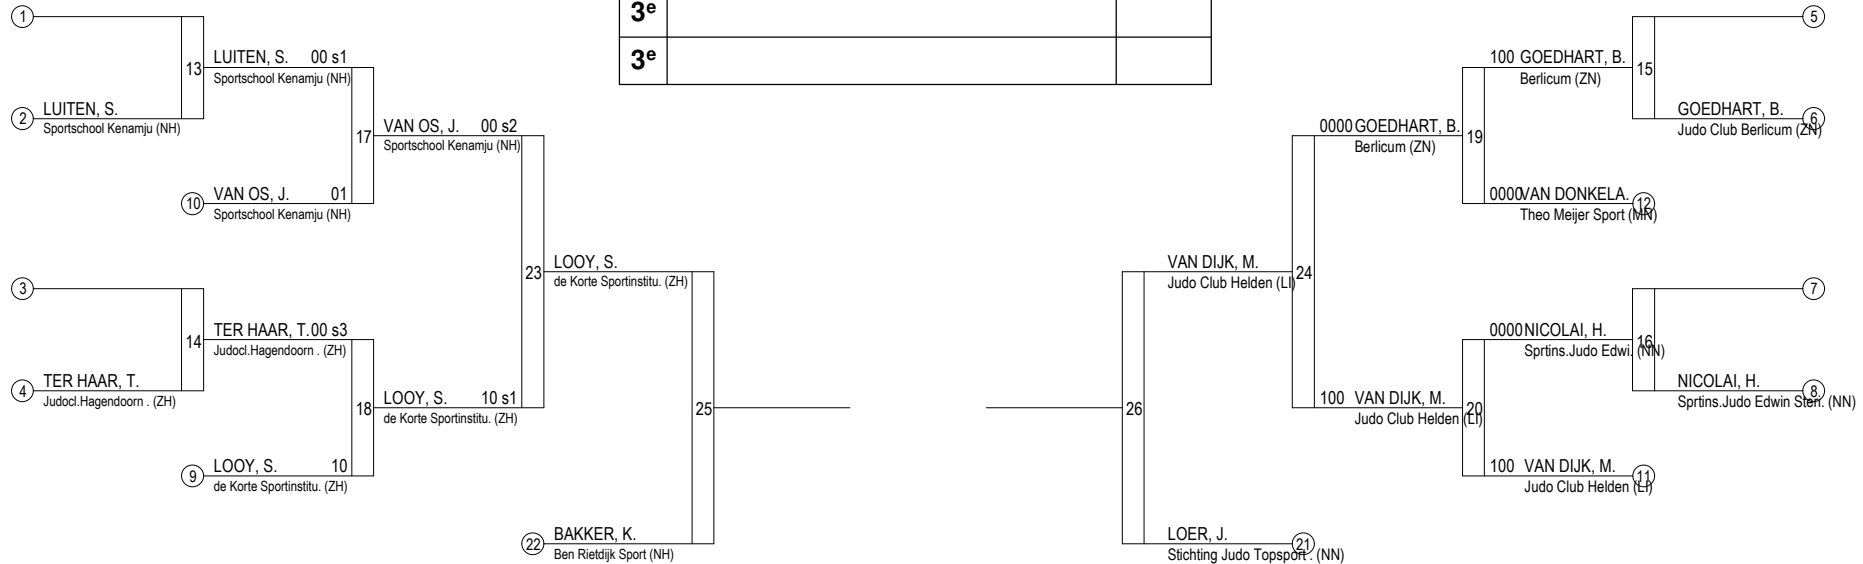 3e
3e
1
13
LUITEN, S. 00 s1
Sportschool Kenamju (NH)
2
LUITEN, S.
Sportschool Kenamju (NH)
17
VAN OS, J. 00 s2
Sportschool Kenamju (NH)
10
VAN OS, J. 01
Sportschool Kenamju (NH)
23
LOOY, S.
de Korte Sportinstitu. (ZH)
3
14
TER HAAR, T. 00 s3
Judocl.Hagendoorn . (ZH)
4
TER HAAR, T.
Judocl.Hagendoorn . (ZH)
18
LOOY, S. 10 s1
de Korte Sportinstitu. (ZH)
9
LOOY, S. 10
de Korte Sportinstitu. (ZH)
25
22
BAKKER, K.
Ben Rietdijk Sport (NH)
5
100 GOEDHART, B.
Berlicum (ZN)
15
GOEDHART, B.
6
Judo Club Berlicum (ZN)
0000 GOEDHART, B.
Berlicum (ZN)
19
0000 VAN DONKELA.
12
Theo Meijer Sport (MN)
VAN DIJK, M.
Judo Club Helden (LI)
24
7
0000 NICOLAI, H.
Sprtins.Judo Edwi. (NN)
16
NICOLAI, H.
8
Sprtins.Judo Edwin Steri. (NN)
26
100 VAN DIJK, M.
Judo Club Helden (LI)
20
100 VAN DIJK, M.
11
Judo Club Helden (LI)
LOER, J.
21
Stichting Judo Topsport . (NN)